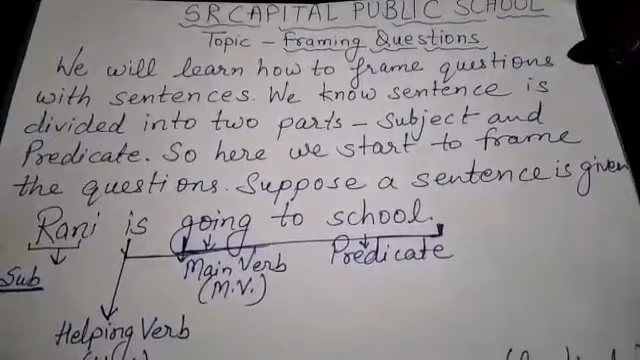 S.R. CAPITAL PUBLIC SCHOOL
Topic - Framing Questions
We will learn how to frame questions
with sentences. We know sentence is
divided into two parts - Subject and
Predicate. So here we start to frame
the questions. Suppose a sentence is given
Rani is going to school.
Sub Main Verb Predicate
(M.V.)
Helping Verb